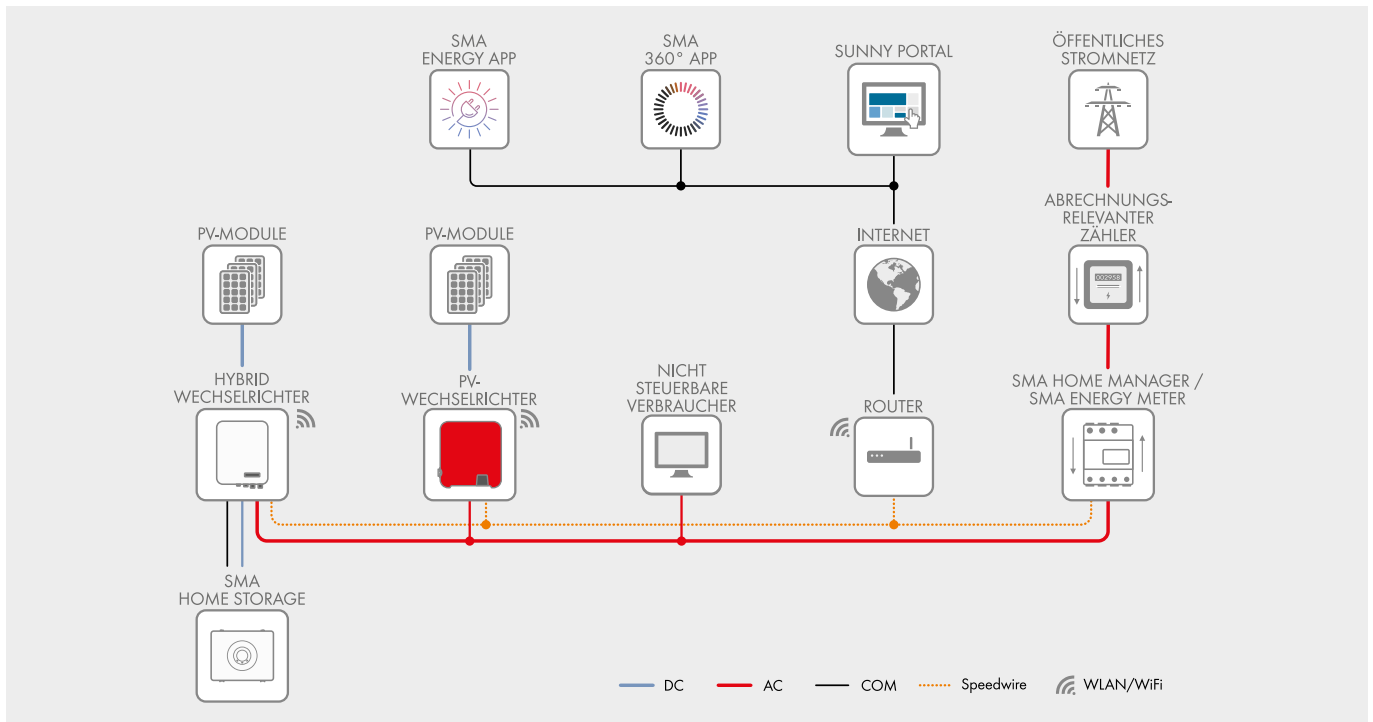 SMA
ENERGY APP
SMA
360° APP
SUNNY PORTAL
ÖFFENTLICHES
STROMNETZ
PV-MODULE
PV-MODULE
INTERNET
ABRECHNUNGS-
RELEVANTER
ZÄHLER
002958
HYBRID
WECHSELRICHTER
PV-
WECHSELRICHTER
NICHT
STEUERBARE
VERBRAUCHER
ROUTER
SMA HOME MANAGER /
SMA ENERGY METER
SMA
HOME STORAGE
DC
AC
COM
Speedwire
WLAN/WiFi